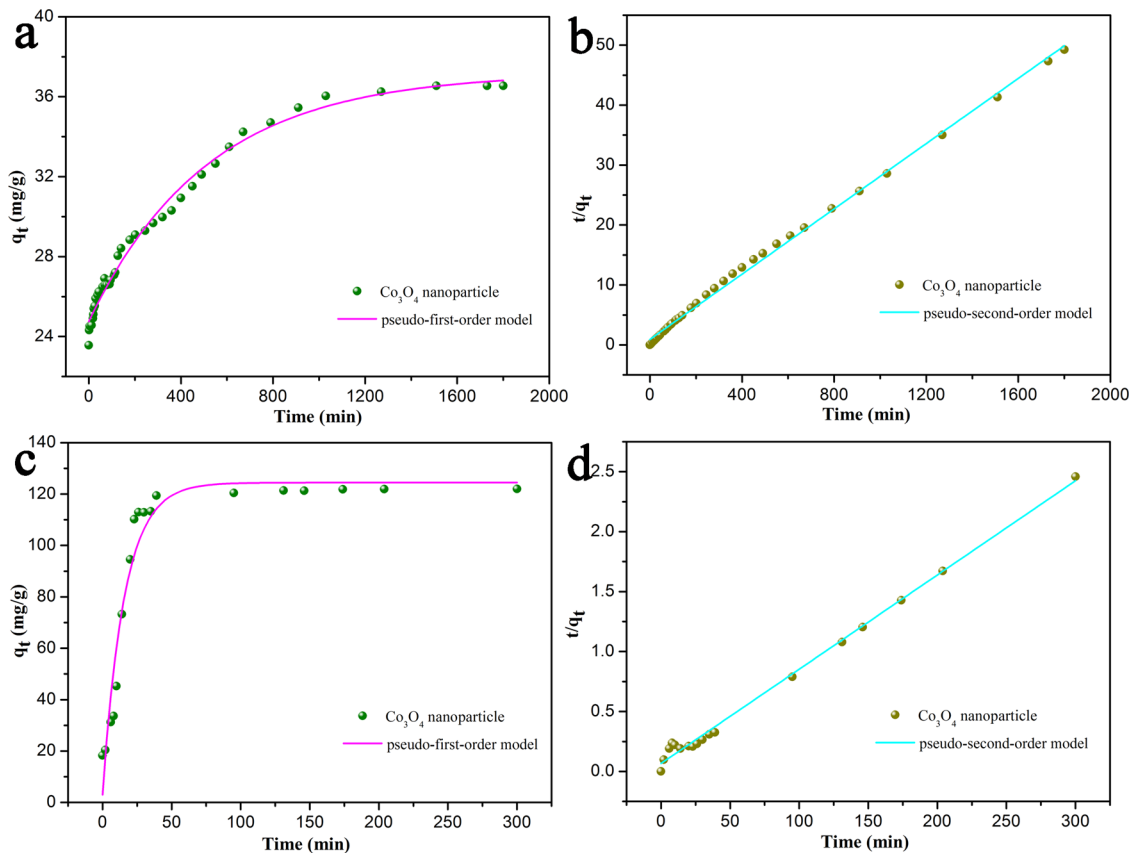 a
40
36
32
28
24
qt (mg/g)
Co3O4 nanoparticle
pseudo-first-order model
0 400 800 1200 1600 2000
Time (min)
b
50
40
30
20
10
0
t/qt
Co3O4 nanoparticle
pseudo-second-order model
0 400 800 1200 1600 2000
Time (min)
c
140
120
100
80
60
40
20
0
qt (mg/g)
Co3O4 nanoparticle
pseudo-first-order model
0 50 100 150 200 250 300
Time (min)
d
2.5
2.0
1.5
1.0
0.5
0.0
t/qt
Co3O4 nanoparticle
pseudo-second-order model
0 50 100 150 200 250 300
Time (min)